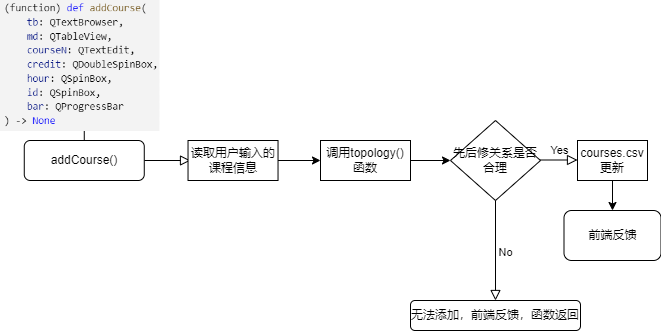 (function) def addCourse(
tb: QTextBrowser,
md: QTableView,
courseN: QTextEdit,
credit: QDoubleSpinBox,
hour: QSpinBox,
id: QSpinBox,
bar: QProgressBar
) -> None
addCourse()
读取用户输入的
课程信息
调用topology()
函数
先后修关系是否
合理
Yes
courses.csv
更新
前端反馈
No
无法添加，前端反馈，函数返回